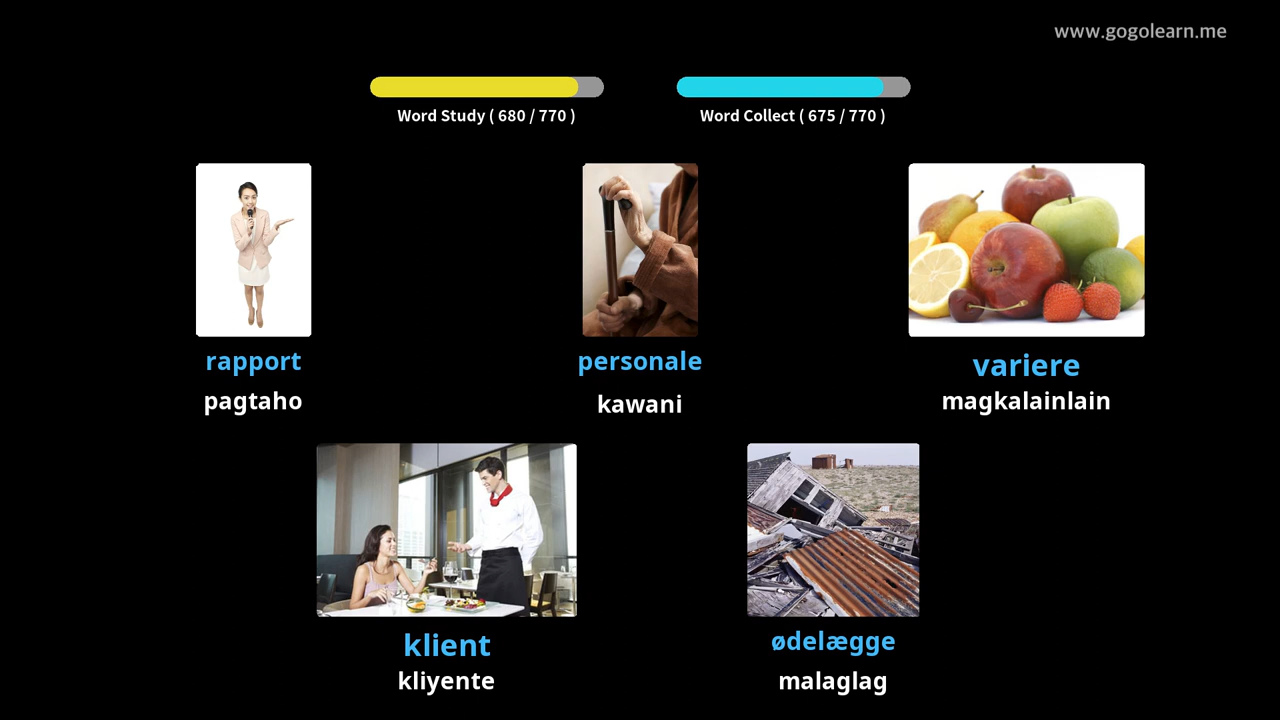 www.gogolearn.me
Word Study ( 680 / 770 )
Word Collect ( 675 / 770 )
rapport
pagtaho
personale
kawani
variere
magkalainlain
klient
kliyente
ødelægge
malaglag